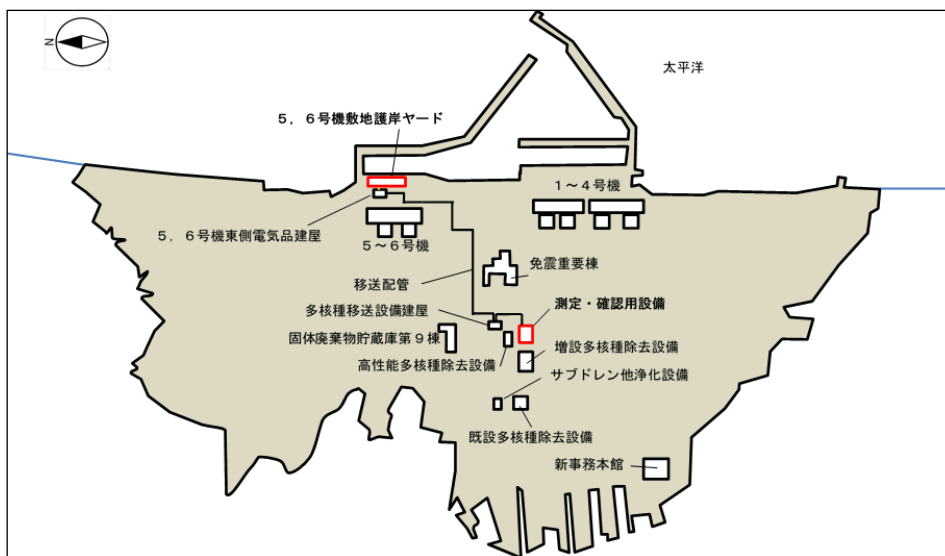 N
太平洋
５，６号機敷地護岸ヤード
１～４号機
５，６号機東側電気品建屋
５～６号機
免震重要棟
移送配管
多核種移送設備建屋
測定・確認用設備
固体廃棄物貯蔵庫第９棟
増設多核種除去設備
高性能多核種除去設備
サブドレン他浄化設備
既設多核種除去設備
新事務本館